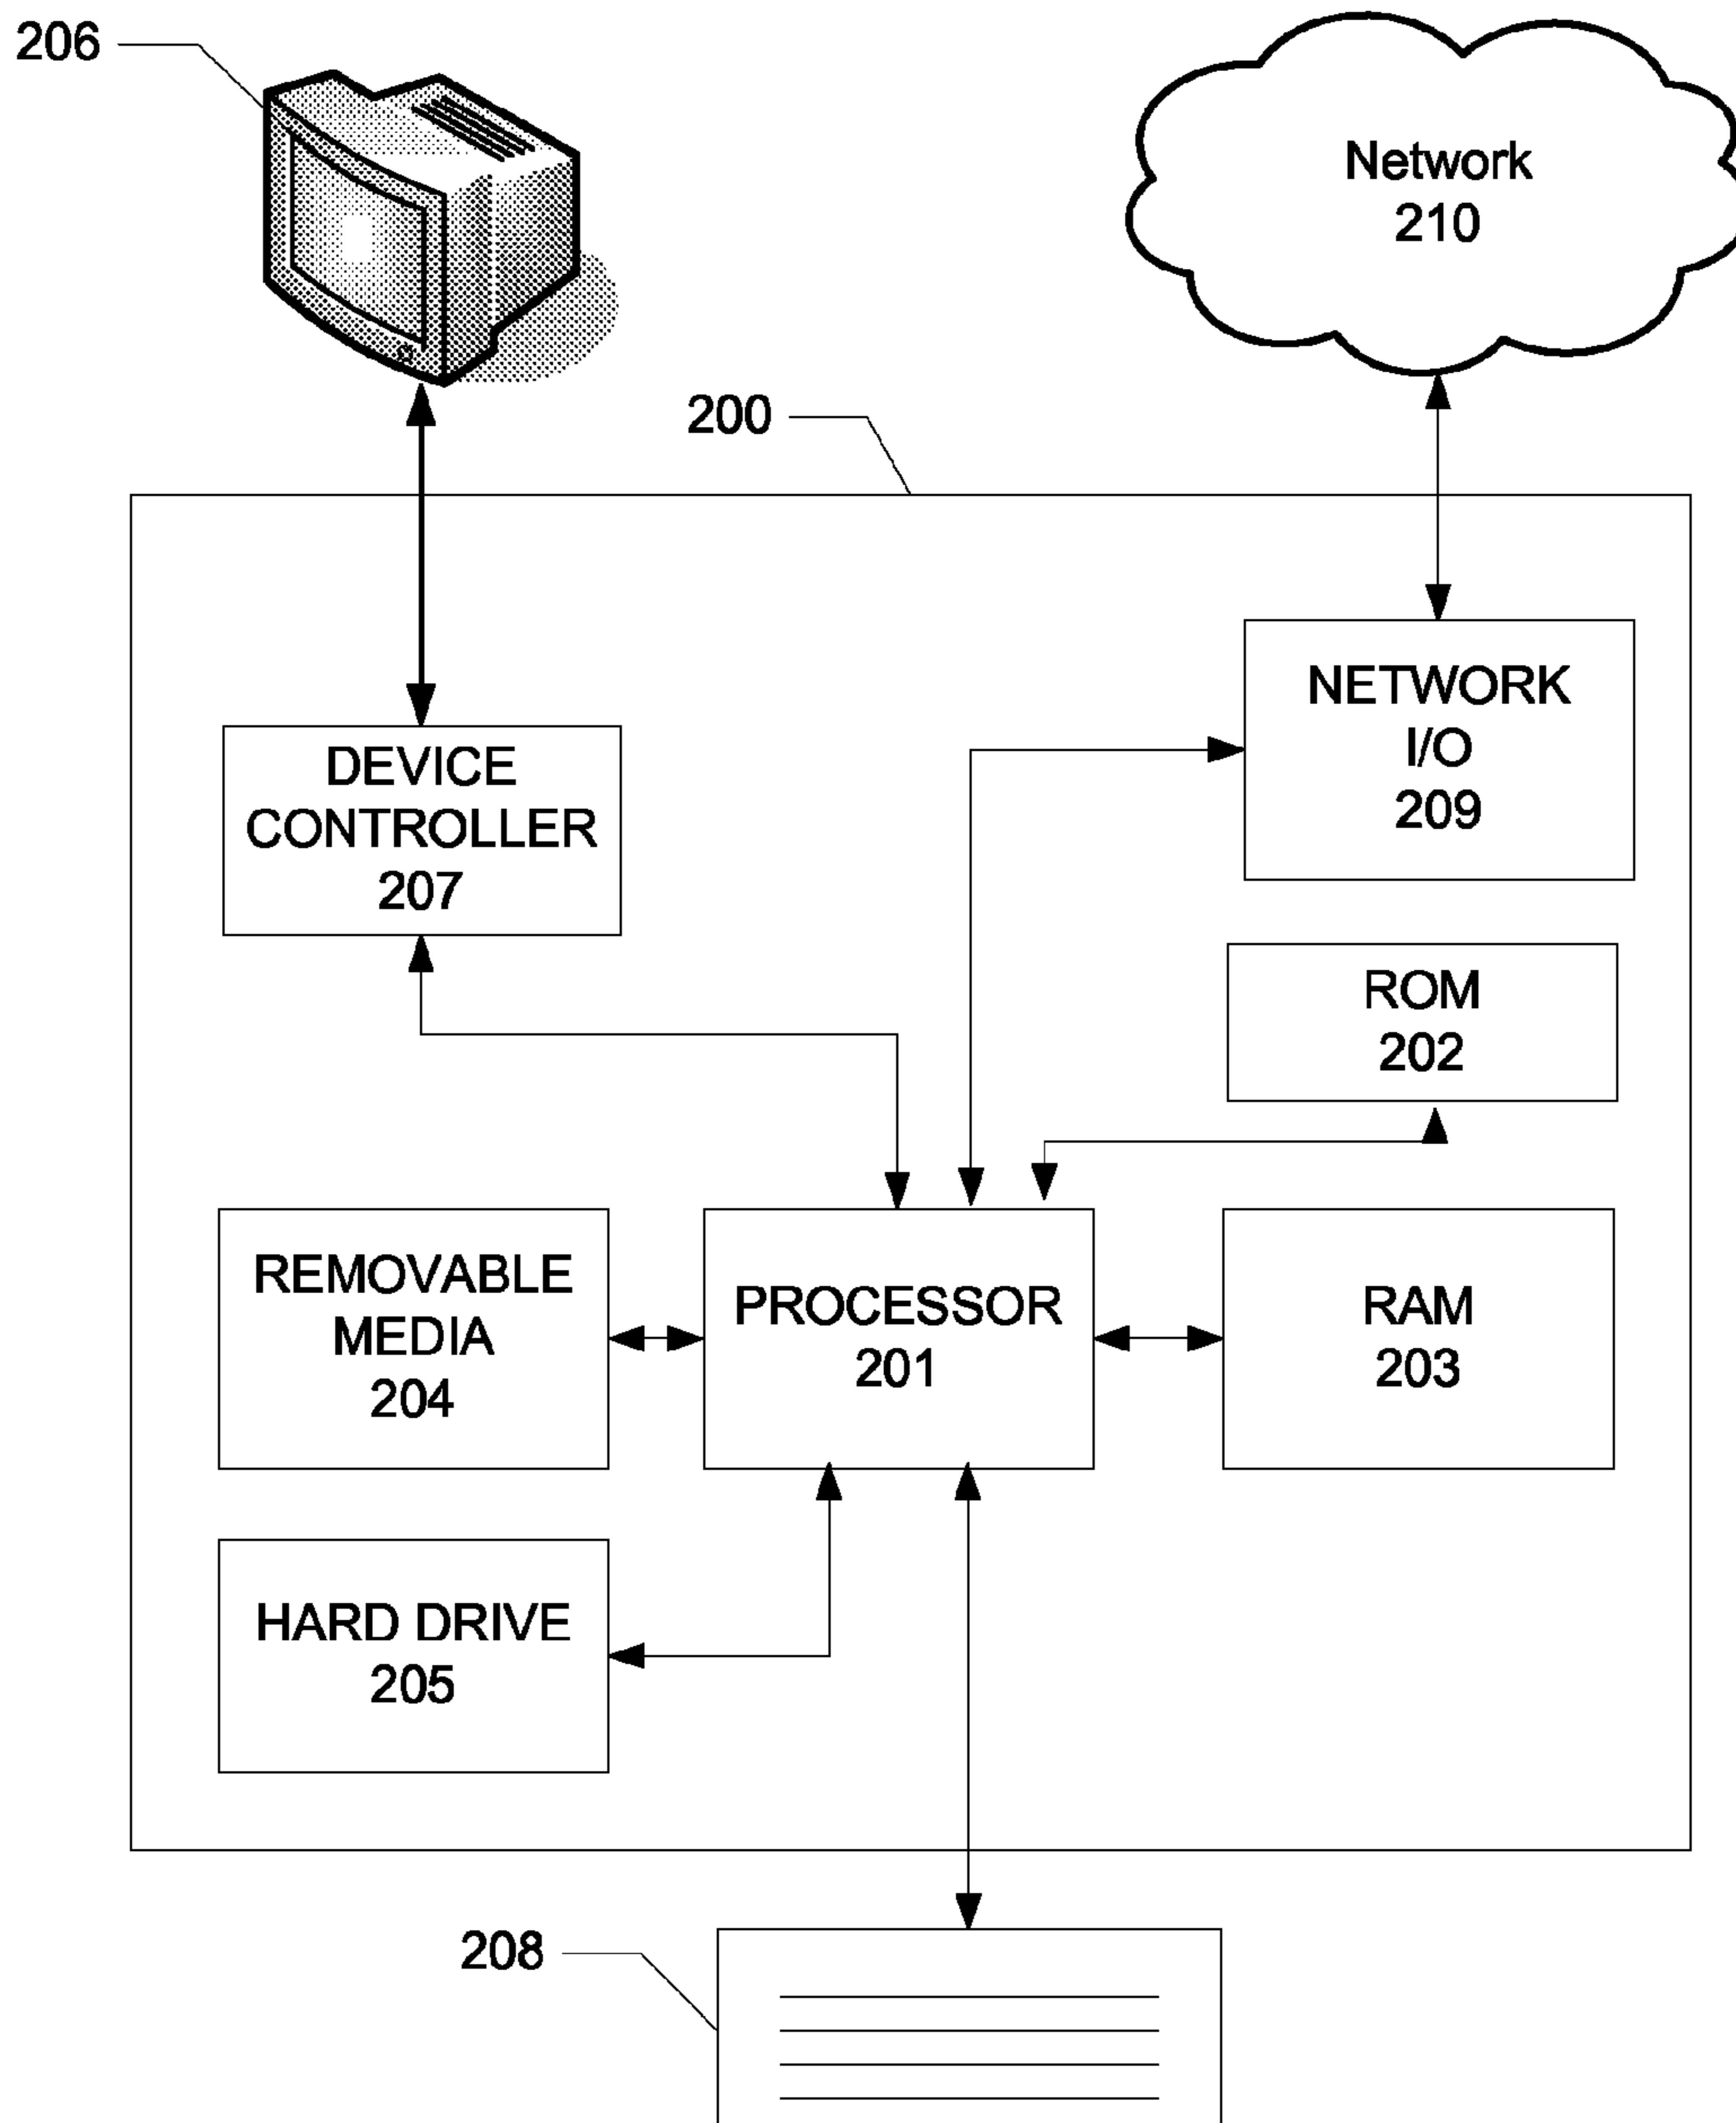 206
Network
210
200
NETWORK
I/O
209
DEVICE
CONTROLLER
207
ROM
202
REMOVABLE
MEDIA
204
PROCESSOR
201
RAM
203
HARD DRIVE
205
208